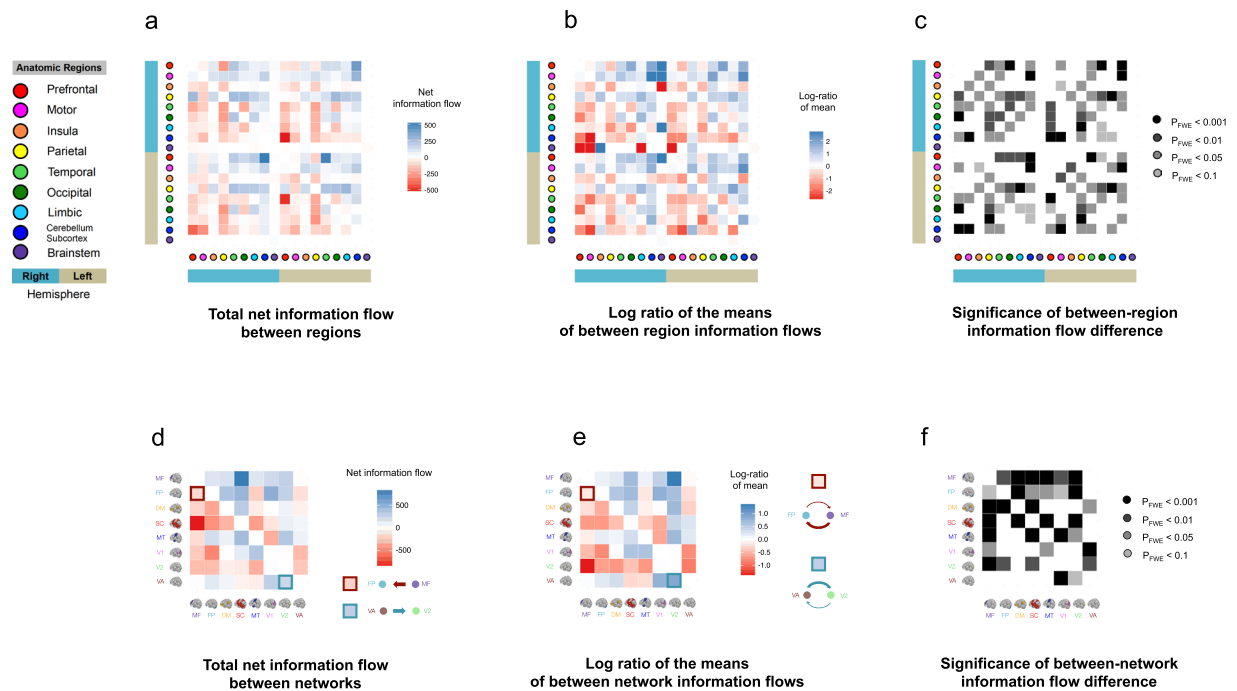 a
b
c
Anatomic Regions
Prefrontal
Motor
Insula
Parietal
Temporal
Occipital
Limbic
Cerebellum
Subcortex
Brainstem
Right
Left
Hemisphere
Net
information flow
500
250
0
-250
-500
Total net information flow
between regions
Log-ratio
of mean
2
1
0
-1
-2
Log ratio of the means
of between region information flows
PFWE < 0.001
PFWE < 0.01
PFWE < 0.05
PFWE < 0.1
Significance of between-region
information flow difference
d
e
f
MF
FP
DM
SC
MT
V1
V2
VA
MF FP DM SC MT V1 V2 VA
Net information flow
500
0
-500
FP MF
VA V2
Total net information flow
between networks
MF
FP
DM
SC
MT
V1
V2
VA
MF FP DM SC MT V1 V2 VA
Log-ratio
of mean
1.0
0.5
0.0
-0.5
-1.0
FP MF
VA V2
Log ratio of the means
of between network information flows
MF
FP
DM
SC
MT
V1
V2
VA
MF FP DM SC MT V1 V2 VA
PFWE < 0.001
PFWE < 0.01
PFWE < 0.05
PFWE < 0.1
Significance of between-network
information flow difference